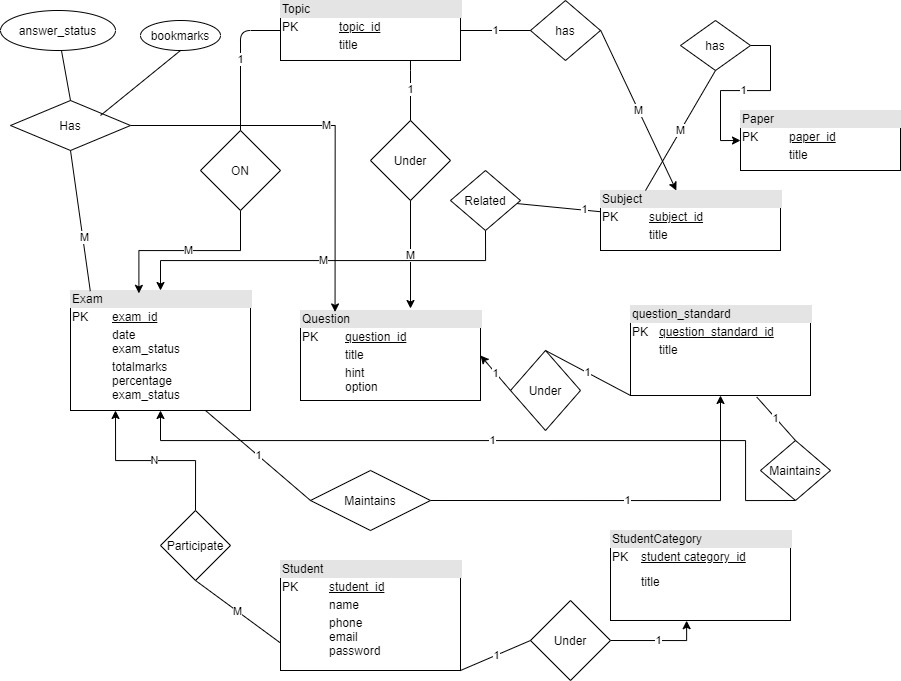 Topic
PK topic_id
title
answer_status
bookmarks
1
has
has
1
1
M
1
M
M
Paper
PK paper_id
title
Has
ON
Under
Related
1
Subject
PK subject_id
title
M
M
M
M
Exam
PK exam_id
date
exam_status
totalmarks
percentage
exam_status
Question
PK question_id
title
hint
option
question_standard
PK question_standard_id
title
1
Under
1
1
1
1
Maintains
N
Maintains
1
Participate
M
Student
PK student_id
name
phone
email
password
StudentCategory
PK student category_id
title
1
Under
1